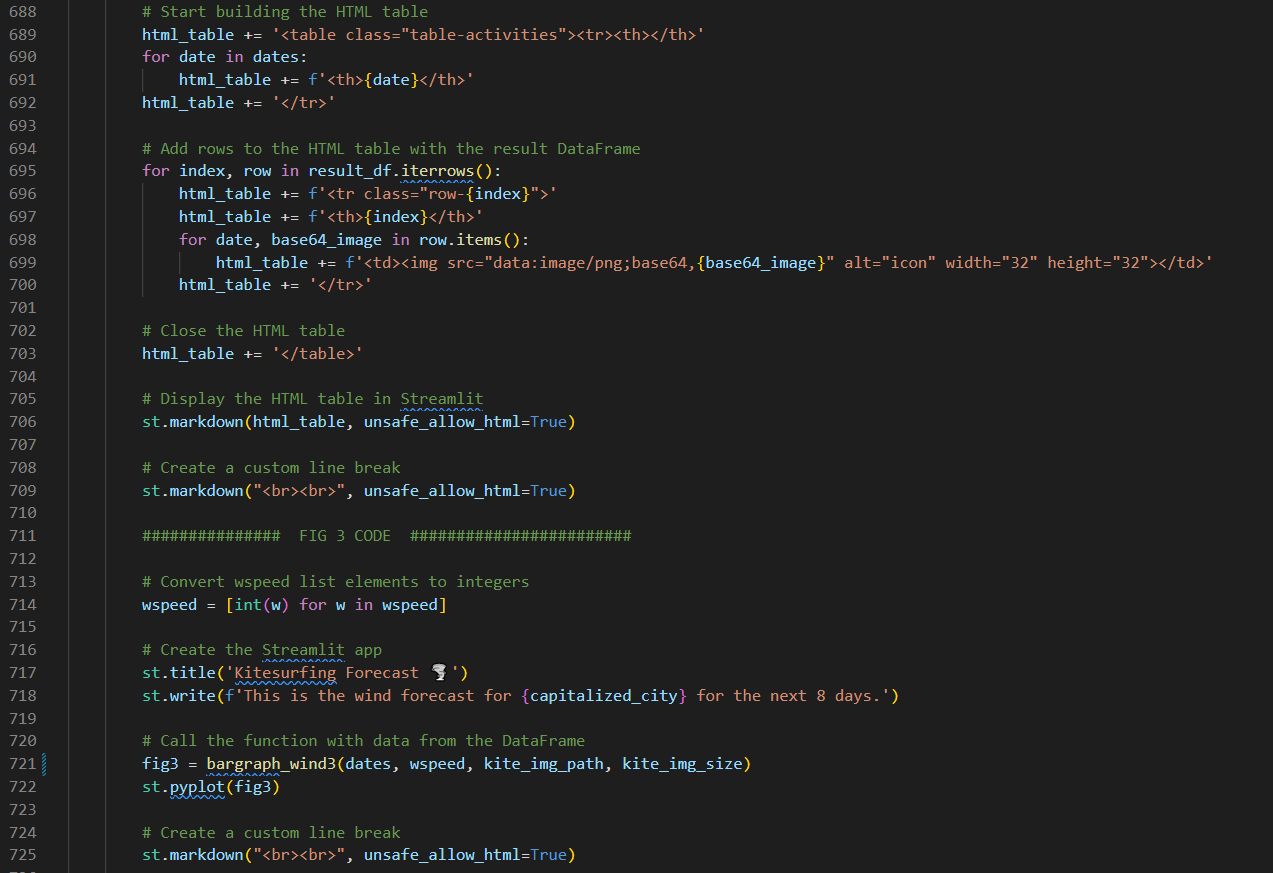 688 # Start building the HTML table
689 html_table += '<table class="table-activities"><tr><th></th>'
690 for date in dates:
691 html_table += f'<th>{date}</th>'
692 html_table += '</tr>'
693
694 # Add rows to the HTML table with the result DataFrame
695 for index, row in result_df.iterrows():
696 html_table += f'<tr class="row-{index}">'
697 html_table += f'<th>{index}</th>'
698 for date, base64_image in row.items():
699 html_table += f'<td><img src="data:image/png;base64,{base64_image}" alt="icon" width="32" height="32"></td>'
700 html_table += '</tr>'
701
702 # Close the HTML table
703 html_table += '</table>'
704
705 # Display the HTML table in Streamlit
706 st.markdown(html_table, unsafe_allow_html=True)
707
708 # Create a custom line break
709 st.markdown("<br><br>", unsafe_allow_html=True)
710
711 ############### FIG 3 CODE ########################
712
713 # Convert wspeed list elements to integers
714 wspeed = [int(w) for w in wspeed]
715
716 # Create the Streamlit app
717 st.title('Kitesurfing Forecast 🌪️')
718 st.write(f'This is the wind forecast for {capitalized_city} for the next 8 days.')
719
720 # Call the function with data from the DataFrame
721 fig3 = bargraph_wind3(dates, wspeed, kite_img_path, kite_img_size)
722 st.pyplot(fig3)
723
724 # Create a custom line break
725 st.markdown("<br><br>", unsafe_allow_html=True)